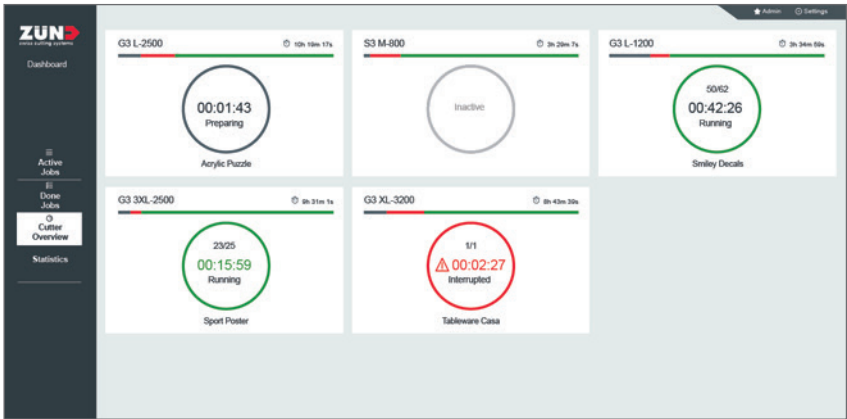 Admin Settings
ZÜND
swiss cutting systems
Dashboard
Active
Jobs
Done
Jobs
Cutter
Overview
Statistics
G3 L-2500 10h 19m 17s
00:01:43
Preparing
Acrylic Puzzle
S3 M-800 3h 29m 7s
Inactive
G3 L-1200 3h 34m 59s
50/62
00:42:26
Running
Smiley Decals
G3 3XL-2500 9h 31m 1s
23/25
00:15:59
Running
Sport Poster
G3 XL-3200 8h 43m 39s
1/1
00:02:27
Interrupted
Tableware Casa